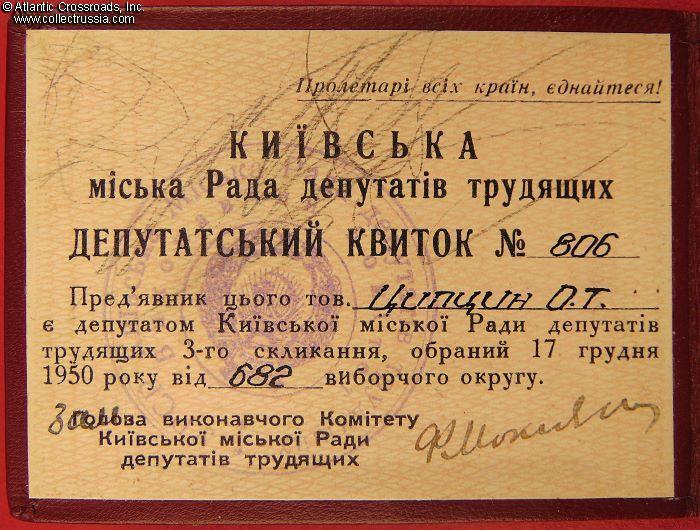 © Atlantic Crossroads, Inc.
www.collectrussia.com
Пролетарі всіх країн, єднайтеся!
КИЇВСЬКА
міська Рада депутатів трудящих
ДЕПУТАТСЬКИЙ КВИТОК № 806
Пред'явник цього тов. Ципцин О.Т.
є депутатом Київської міської Ради депутатів
трудящих 3-го скликання, обраний 17 грудня
1950 року від 682 виборчого округу.
Зам. Голова виконавчого Комітету
Київської міської Ради
депутатів трудящих